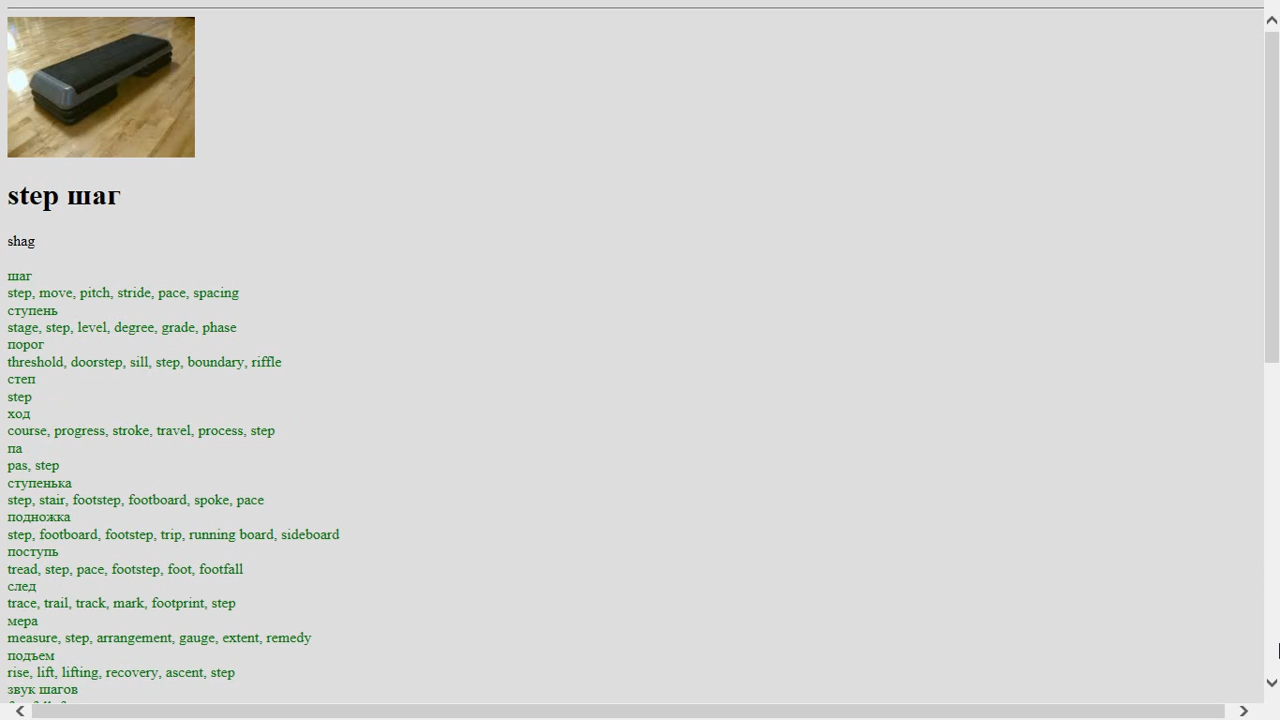 step шаг
shag
шаг
step, move, pitch, stride, pace, spacing
ступень
stage, step, level, degree, grade, phase
порог
threshold, doorstep, sill, step, boundary, riffle
степ
step
ход
course, progress, stroke, travel, process, step
па
pas, step
ступенька
step, stair, footstep, footboard, spoke, pace
подножка
step, footboard, footstep, trip, running board, sideboard
поступь
tread, step, pace, footstep, foot, footfall
след
trace, trail, track, mark, footprint, step
мера
measure, step, arrangement, gauge, extent, remedy
подъем
rise, lift, lifting, recovery, ascent, step
звук шагов